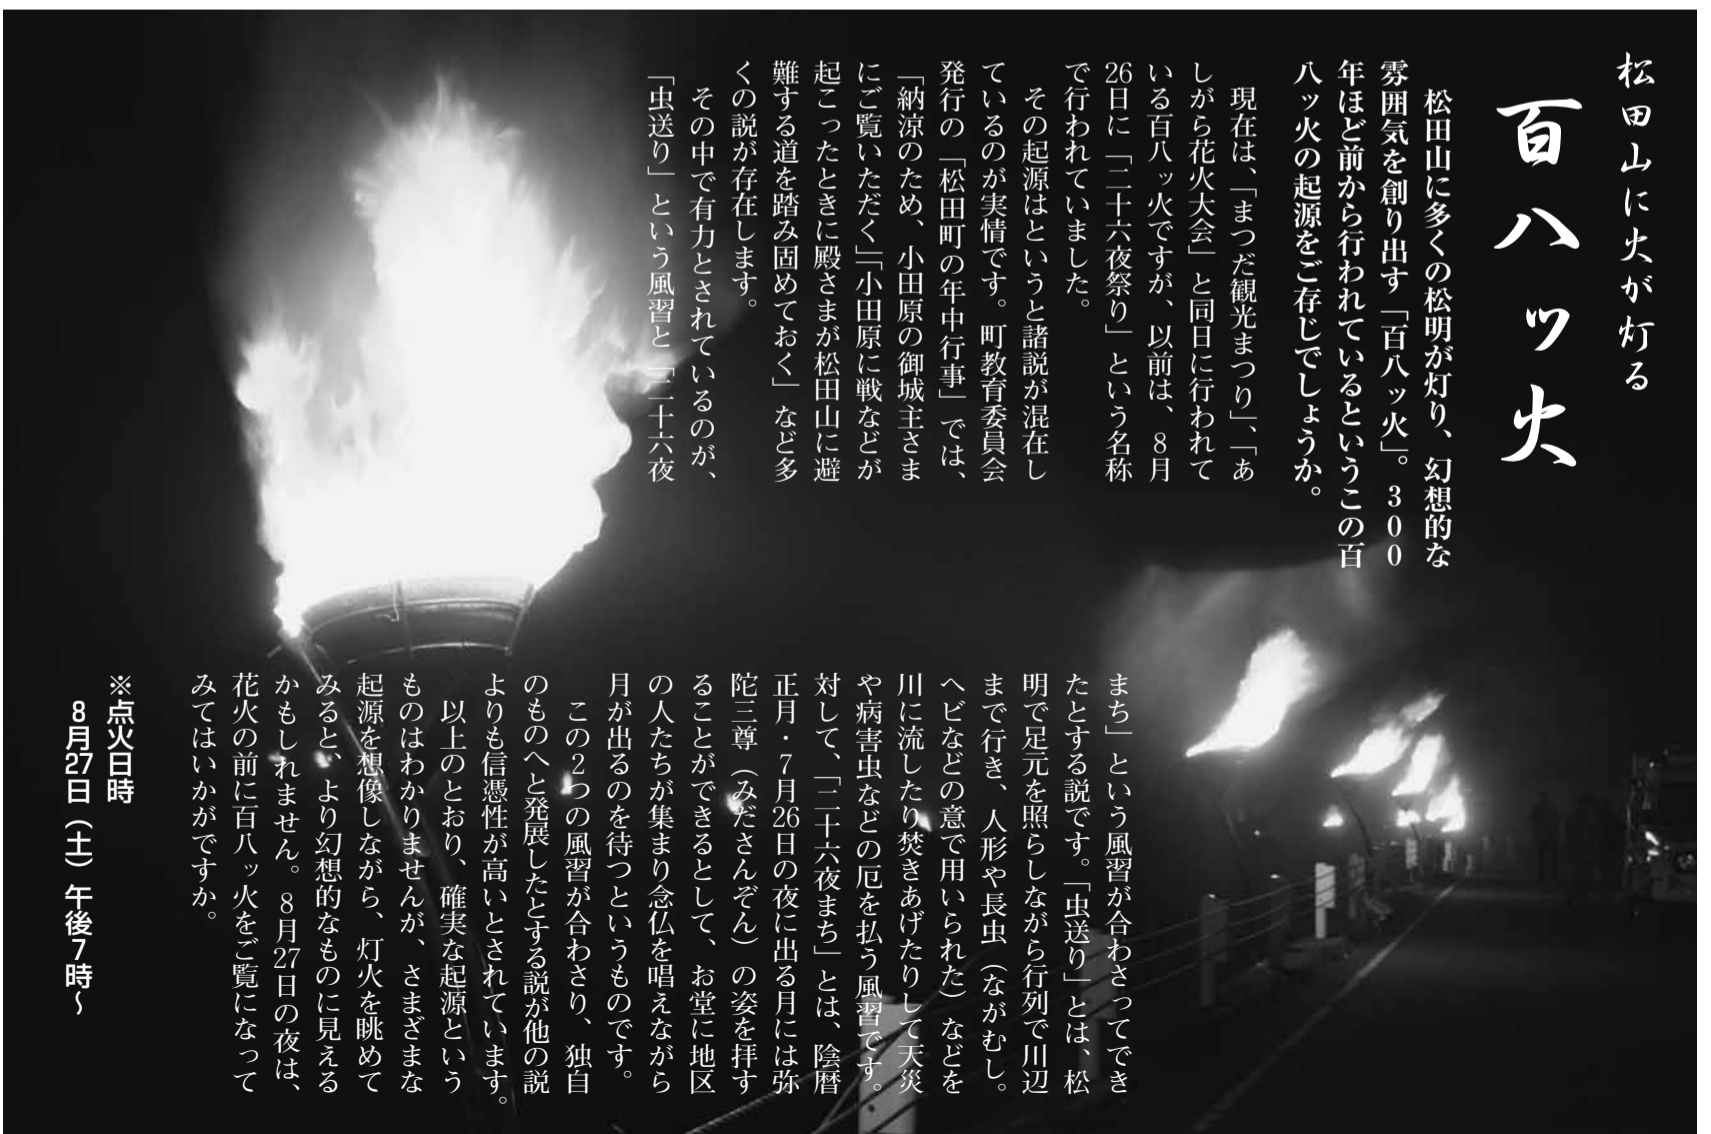 松田山に火が灯る
百八ッ火
松田山に多くの松明が灯り、幻想的な
雰囲気を創り出す「百八ッ火」。３００
年ほど前から行われているというこの百
八ッ火の起源をご存じでしょうか。
現在は、「まつだ観光まつり」、「あ
しがら花火大会」と同日に行われて
いる百八ッ火ですが、以前は、８月
26日に「二十六夜祭り」という名称
で行われていました。
その起源はというと諸説が混在し
ているのが実情です。町教育委員会
発行の「松田町の年中行事」では、
「納涼のため、小田原の御城主さま
にご覧いただく」「小田原に戦などが
起こったときに殿さまが松田山に避
難する道を踏み固めておく」など多
くの説が存在します。
その中で有力とされているのが、
「虫送り」という風習と「二十六夜
まち」という風習が合わさってでき
たとする説です。「虫送り」とは、松
明で足元を照らしながら行列で川辺
まで行き、人形や長虫（ながむし。
ヘビなどの意で用いられた）などを
川に流したり焚きあげたりして天災
や病害虫などの厄を払う風習です。
対して、「二十六夜まち」とは、陰暦
正月・７月26日の夜に出る月には弥
陀三尊（みださんぞん）の姿を拝す
ることができるとして、お堂に地区
の人たちが集まり念仏を唱えながら
月が出るのを待つというものです。
この２つの風習が合わさり、独自
のものへと発展したとする説が他の説
よりも信憑性が高いとされています。
以上のとおり、確実な起源という
ものはわかりませんが、さまざまな
起源を想像しながら、灯火を眺めて
みると、より幻想的なものに見える
かもしれません。８月27日の夜は、
花火の前に百八ッ火をご覧になって
みてはいかがですか。
※点火日時
８月27日（土）午後７時～